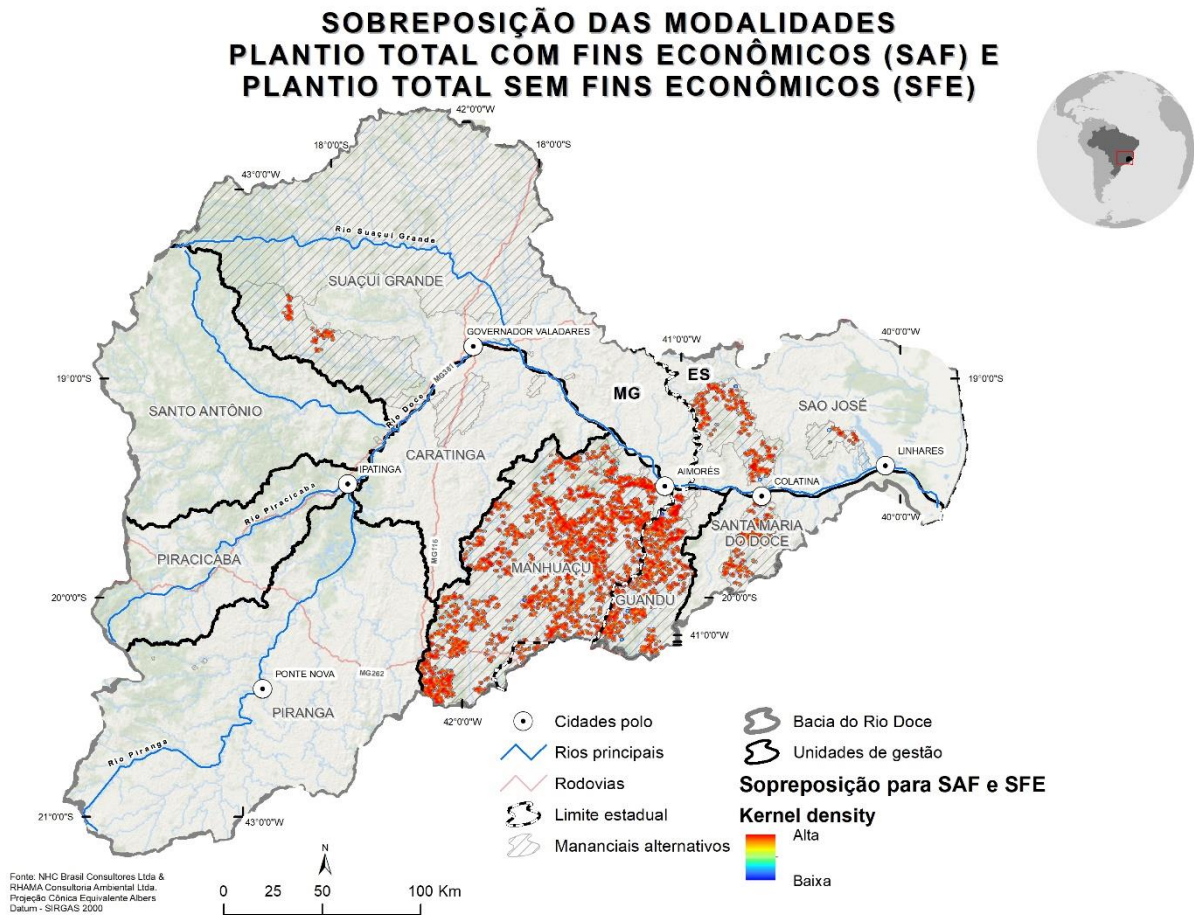 SOBREPOSIÇÃO DAS MODALIDADES
PLANTIO TOTAL COM FINS ECONÔMICOS (SAF) E
PLANTIO TOTAL SEM FINS ECONÔMICOS (SFE)
42°0'0"W
18°0'0"S
18°0'0"S
43°0'0"W
Rio Suaçuí Grande
SUAÇUÍ GRANDE
GOVERNADOR VALADARES
41°0'0"W
40°0'0"W
19°0'0"S
19°0'0"S
MG381
MG
ES
SANTO ANTÔNIO
SAO JOSÉ
Rio Doce
CARATINGA
LINHARES
IPATINGA
AIMORÉS
COLATINA
Rio Piracicaba
40°0'0"W
SANTA MARIA
DO DOCE
MG116
PIRACICABA
MANHUAÇU
GUANDU
20°0'0"S
20°0'0"S
41°0'0"W
PONTE NOVA
MG262
PIRANGA
42°0'0"W
Rio Piranga
21°0'0"S
43°0'0"W
Cidades polo
Rios principais
Rodovias
Limite estadual
Mananciais alternativos
Bacia do Rio Doce
Unidades de gestão
Sopreposição para SAF e SFE
Kernel density
Alta
Baixa
N
0 25 50 100 Km
Fonte: NHC Brasil Consultores Ltda &
RHAMA Consultoria Ambiental Ltda.
Projeção Cônica Equivalente Albers
Datum - SIRGAS 2000